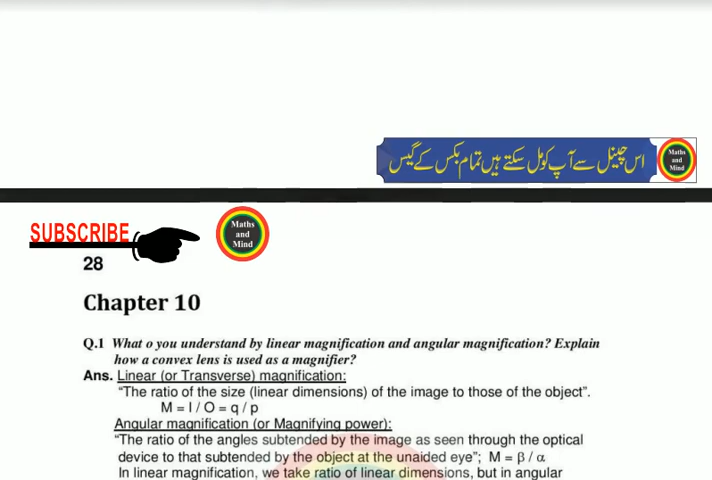 اس چینل سے آپ کو مل سکتے ہیں تمام بکس کے گیس
Maths
and
Mind
SUBSCRIBE
Maths
and
Mind
28
Chapter 10
Q.1 What o you understand by linear magnification and angular magnification? Explain
how a convex lens is used as a magnifier?
Ans. Linear (or Transverse) magnification:
“The ratio of the size (linear dimensions) of the image to those of the object”.
M = I / O = q / p
Angular magnification (or Magnifying power):
“The ratio of the angles subtended by the image as seen through the optical
device to that subtended by the object at the unaided eye”; M = β / α
In linear magnification, we take ratio of linear dimensions, but in angular